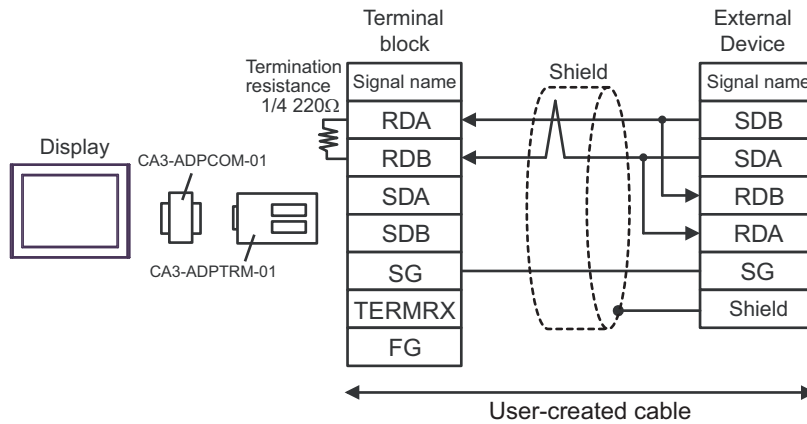 Terminal
block
External
Device
Termination
resistance
1/4 220Ω
Shield
Signal name
Signal name
RDA
SDB
Display
CA3-ADPCOM-01
RDB
SDA
SDA
RDB
SDB
RDA
CA3-ADPTRM-01
SG
SG
TERMRX
Shield
FG
User-created cable